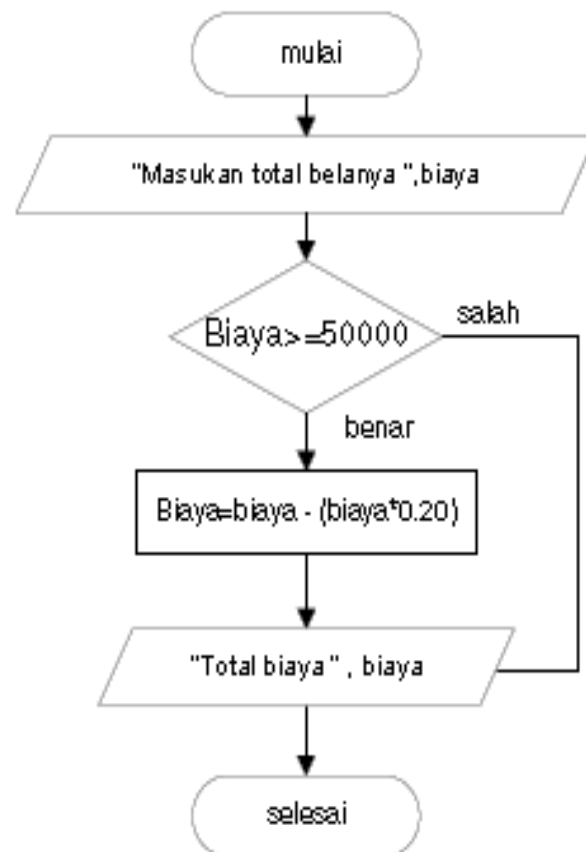 mulai
"Masukan total belanya ",biaya
Biaya>=50000
salah
benar
Biaya=biaya - (biaya*0.20)
"Total biaya " , biaya
selesai